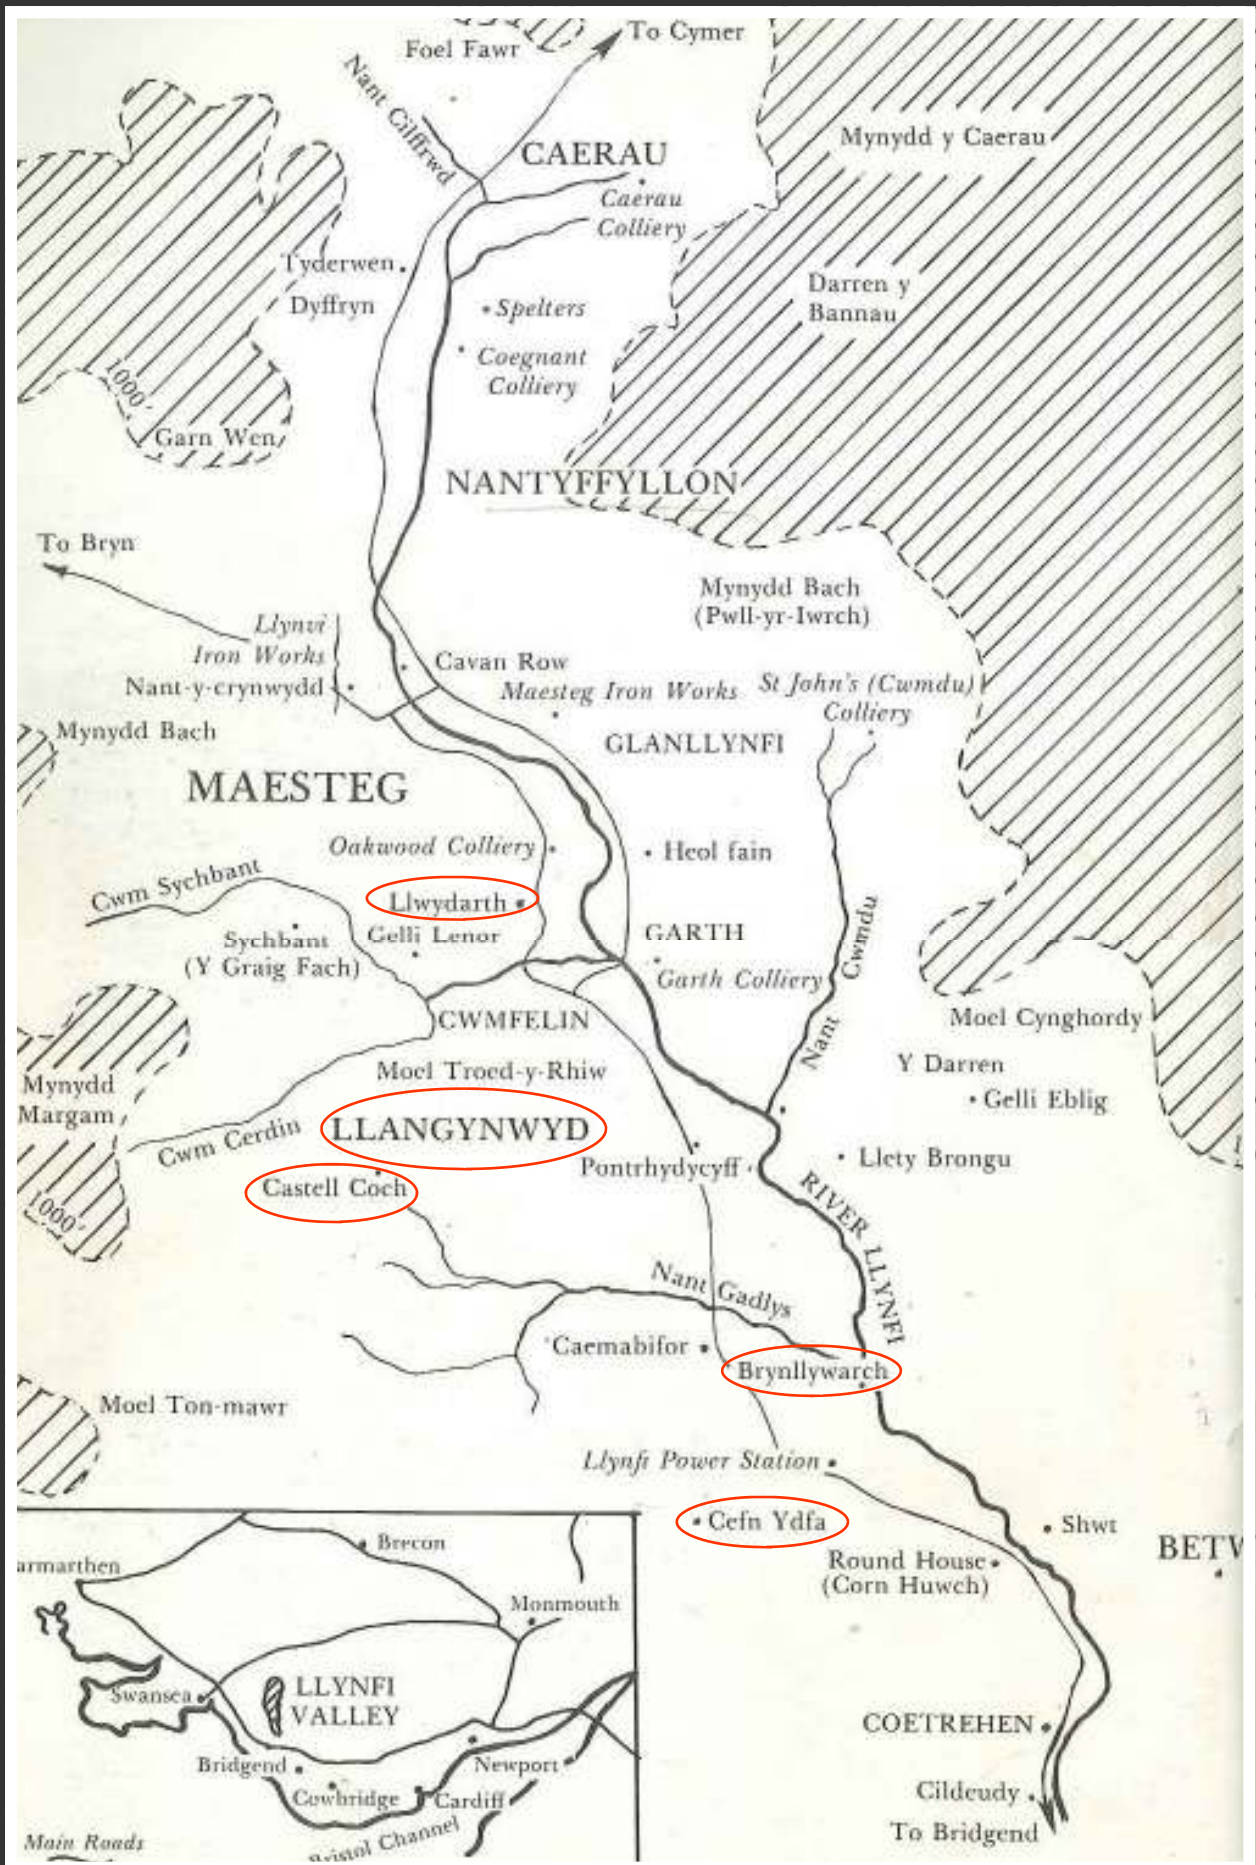 To Cymer
Foel Fawr
Nant Cilffrwd
Mynydd y Caerau
CAERAU
Caerau
Colliery
Tyderwen
Dyffryn
Darren y
Bannau
Spelters
Coegnant
Colliery
1000'
Garn Wen
NANTYFFYLLON
To Bryn
Mynydd Bach
(Pwll-yr-Iwrch)
Llynvi
Iron Works
Cavan Row
Nant-y-crynwydd
Maesteg Iron Works
St John's (Cwmdu)
Colliery
Mynydd Bach
GLANLLYNFI
MAESTEG
Oakwood Colliery
Heol fain
Cwm Sychbant
Llwydarth
Sychbant
(Y Graig Fach)
Gelli Lenor
GARTH
Garth Colliery
Nant Cwmdu
CWMFELIN
Moel Cynghordy
Y Darren
Moel Troed-y-Rhiw
Mynydd
Margam
Gelli Eblig
LLANGYNWYD
Cwm Cerdin
Pontrhydycyff
Llety Brongu
Castell Coch
1000'
RIVER LLYNFI
Nant Gadlys
Caemabifor
Brynllywarch
Moel Ton-mawr
Llynfi Power Station
Cefn Ydfa
Shwt
BETW
Round House
(Corn Huwch)
COETREHEN
Cildeudy
To Bridgend
armarthen
Brecon
Monmouth
Swansea
LLYNFI
VALLEY
Bridgend
Newport
Cowbridge
Cardiff
Bristol Channel
Main Roads